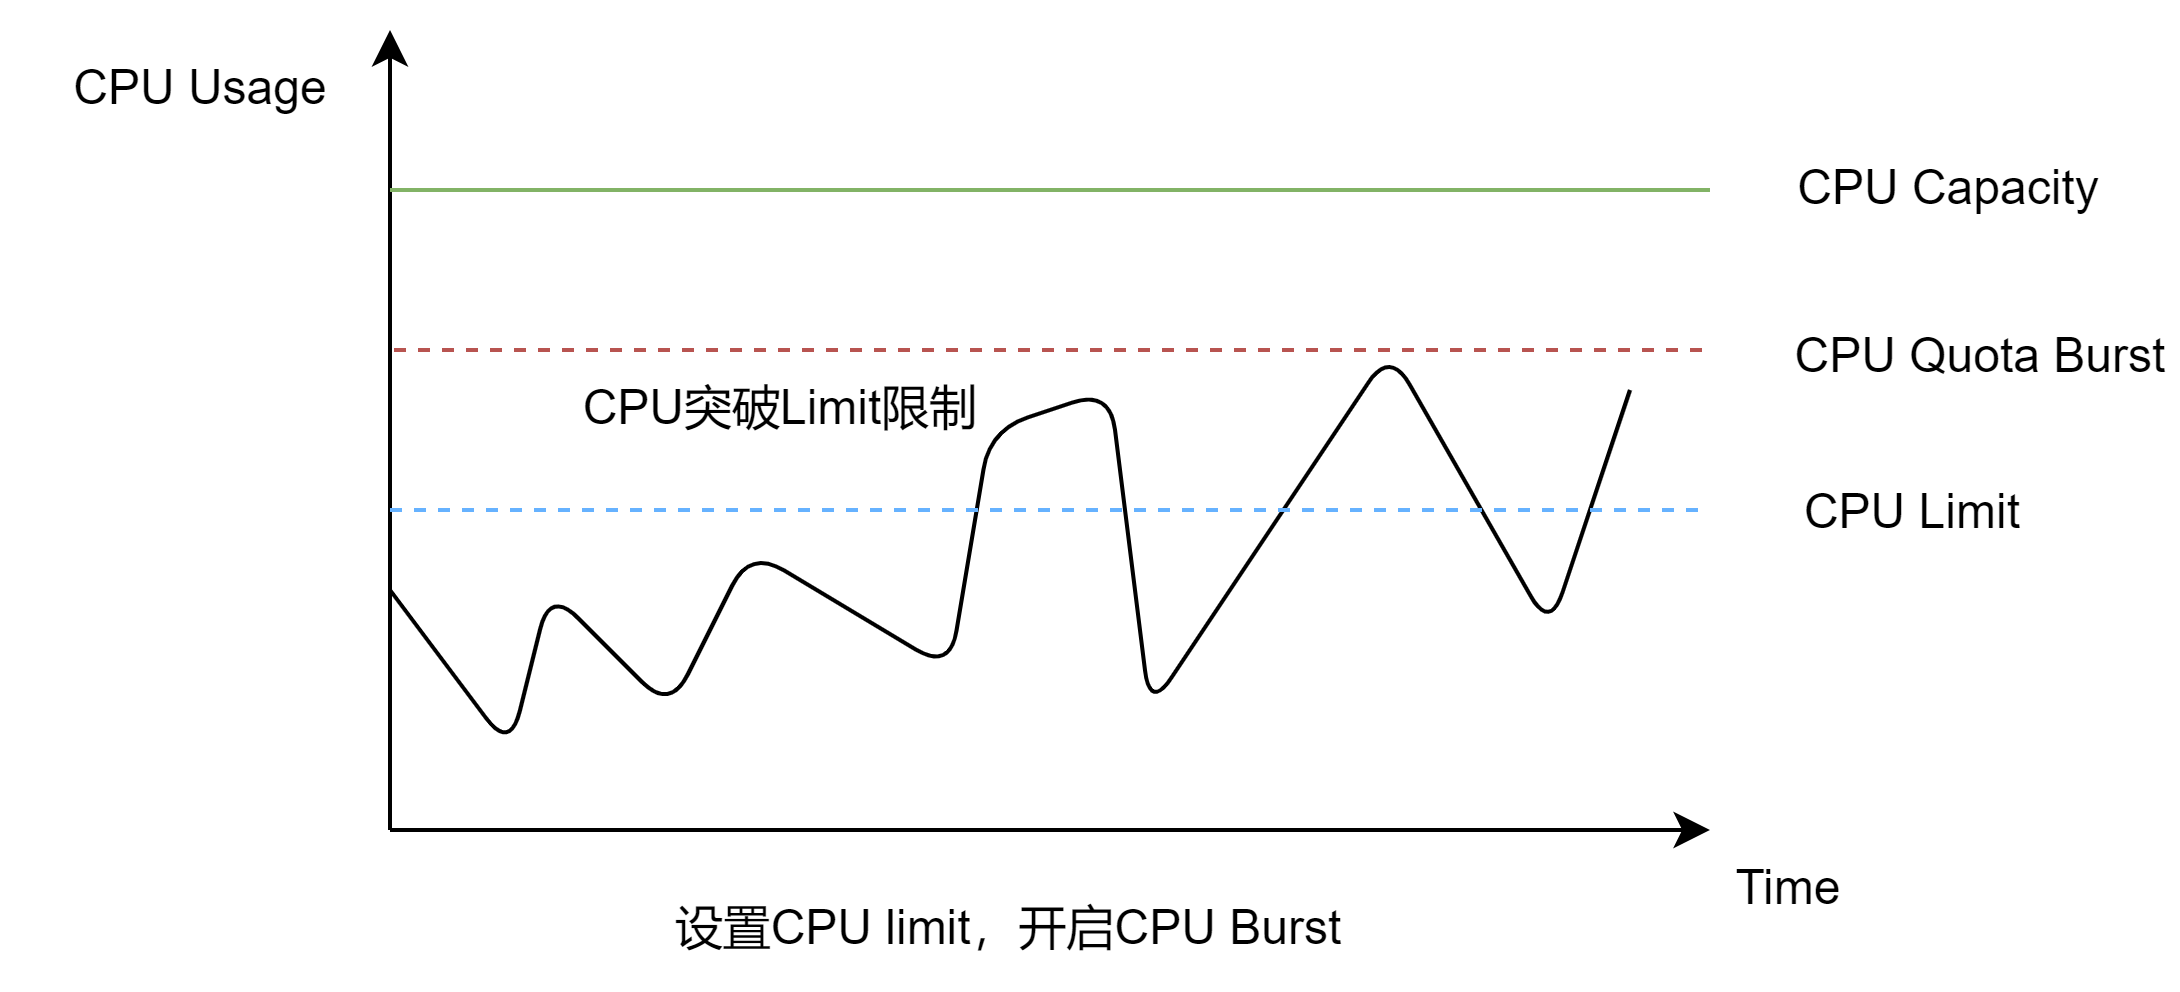 CPU Usage
CPU Capacity
CPU Quota Burst
CPU突破Limit限制
CPU Limit
Time
设置CPU limit，开启CPU Burst